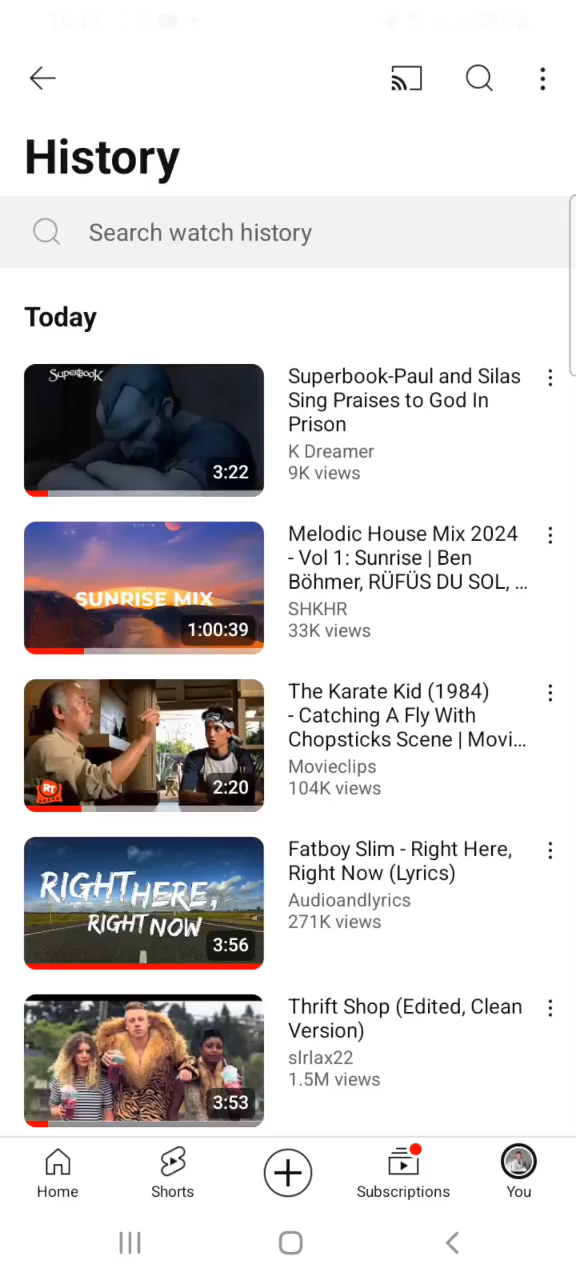 History
Search watch history
Today
SUPERBOOK
3:22
Superbook-Paul and Silas
Sing Praises to God In
Prison
K Dreamer
9K views
SUNRISE MIX
1:00:39
Melodic House Mix 2024
- Vol 1: Sunrise | Ben
Böhmer, RÜFÜS DU SOL, ...
SHKHR
33K views
RT
2:20
The Karate Kid (1984)
- Catching A Fly With
Chopsticks Scene | Movi...
Movieclips
104K views
RIGHT HERE,
RIGHT NOW
3:56
Fatboy Slim - Right Here,
Right Now (Lyrics)
Audioandlyrics
271K views
3:53
Thrift Shop (Edited, Clean
Version)
slrlax22
1.5M views
Home
Shorts
Subscriptions
You